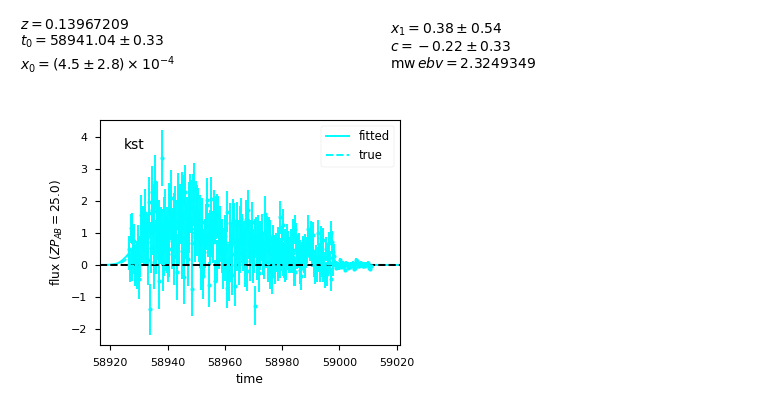 z = 0.13967209
t₀ = 58941.04 ± 0.33
x₀ = (4.5 ± 2.8) × 10⁻⁴
x₁ = 0.38 ± 0.54
c = −0.22 ± 0.33
mw ebv = 2.3249349
kst
fitted
true
flux (ZP_AB = 25.0)
4
3
2
1
0
−1
−2
58920 58940 58960 58980 59000 59020
time